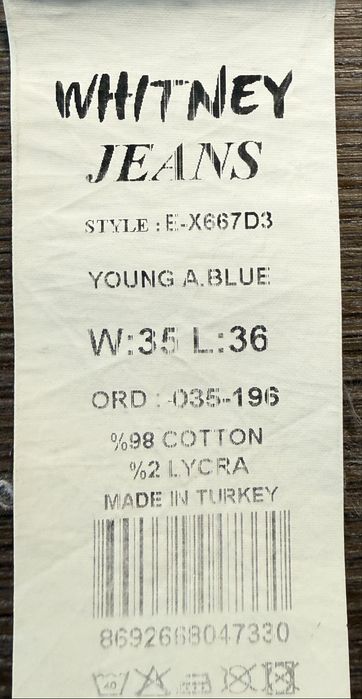 WHITNEY
JEANS
STYLE : E-X667D3
YOUNG A.BLUE
W:35 L:36
ORD : -035-196
%98 COTTON
%2 LYCRA
MADE IN TURKEY
8692668047330
40